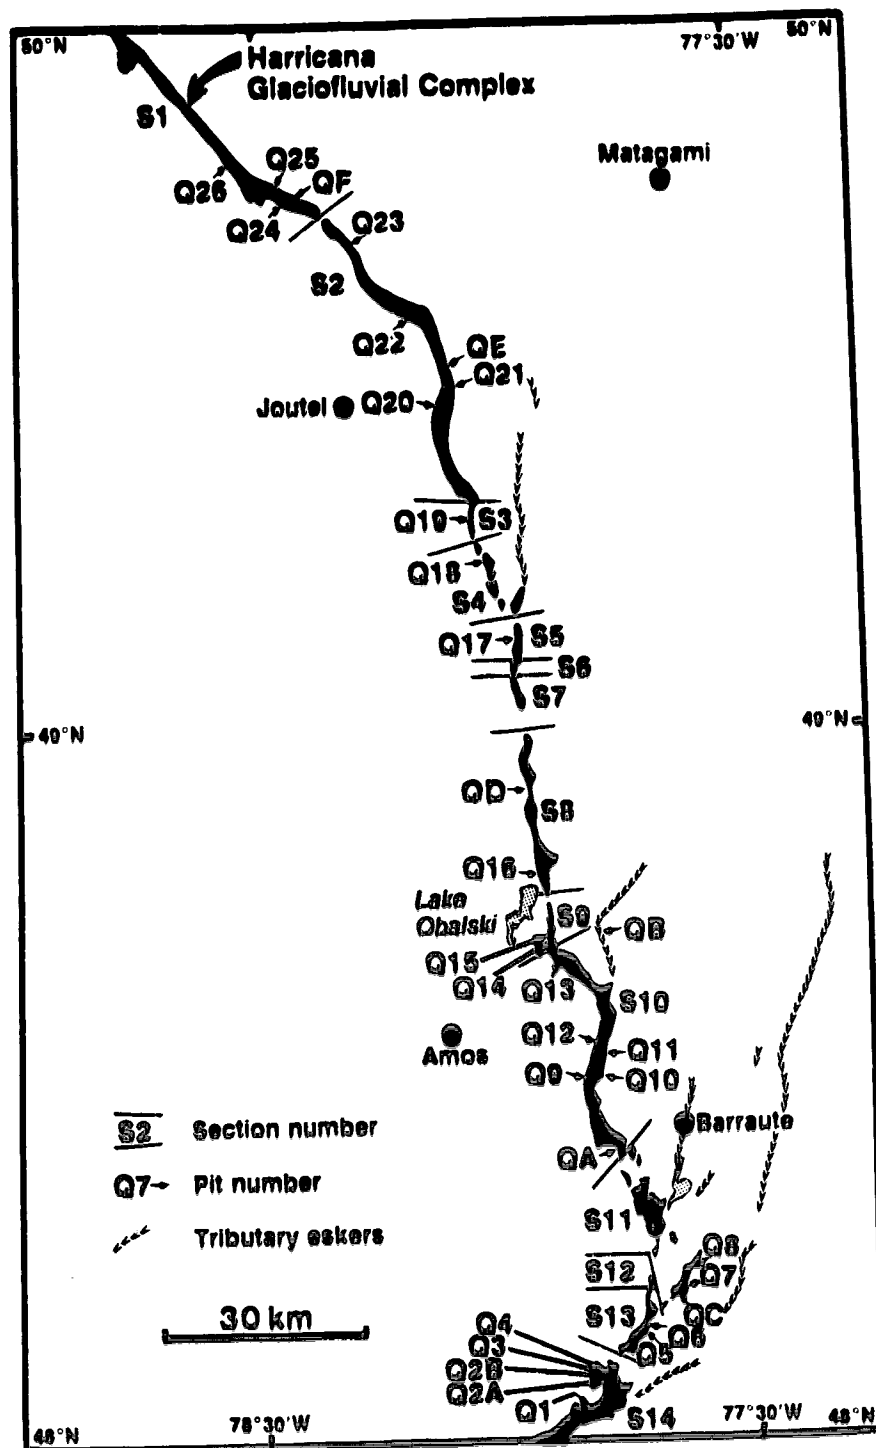 50°N
77°30'W
50°N
Harricana
Glaciofluvial Complex
S1
Matagami
Q25
Q26
QF
Q24
Q23
S2
Q22
QE
Q21
Joutel
Q20
Q19
S3
Q18
S4
Q17
S5
S6
S7
49°N
49°N
QD
S8
Q16
Lake
Obalski
S9
QB
Q15
Q14
Q13
S10
Q12
Q11
Amos
Q9
Q10
S2
Section number
Barraute
QA
Q7
Pit number
S11
Tributary eskers
Q8
S12
Q7
30 km
S13
QC
Q4
Q6
Q3
Q5
Q2B
Q2A
Q1
S14
48°N
78°30'W
77°30'W
48°N